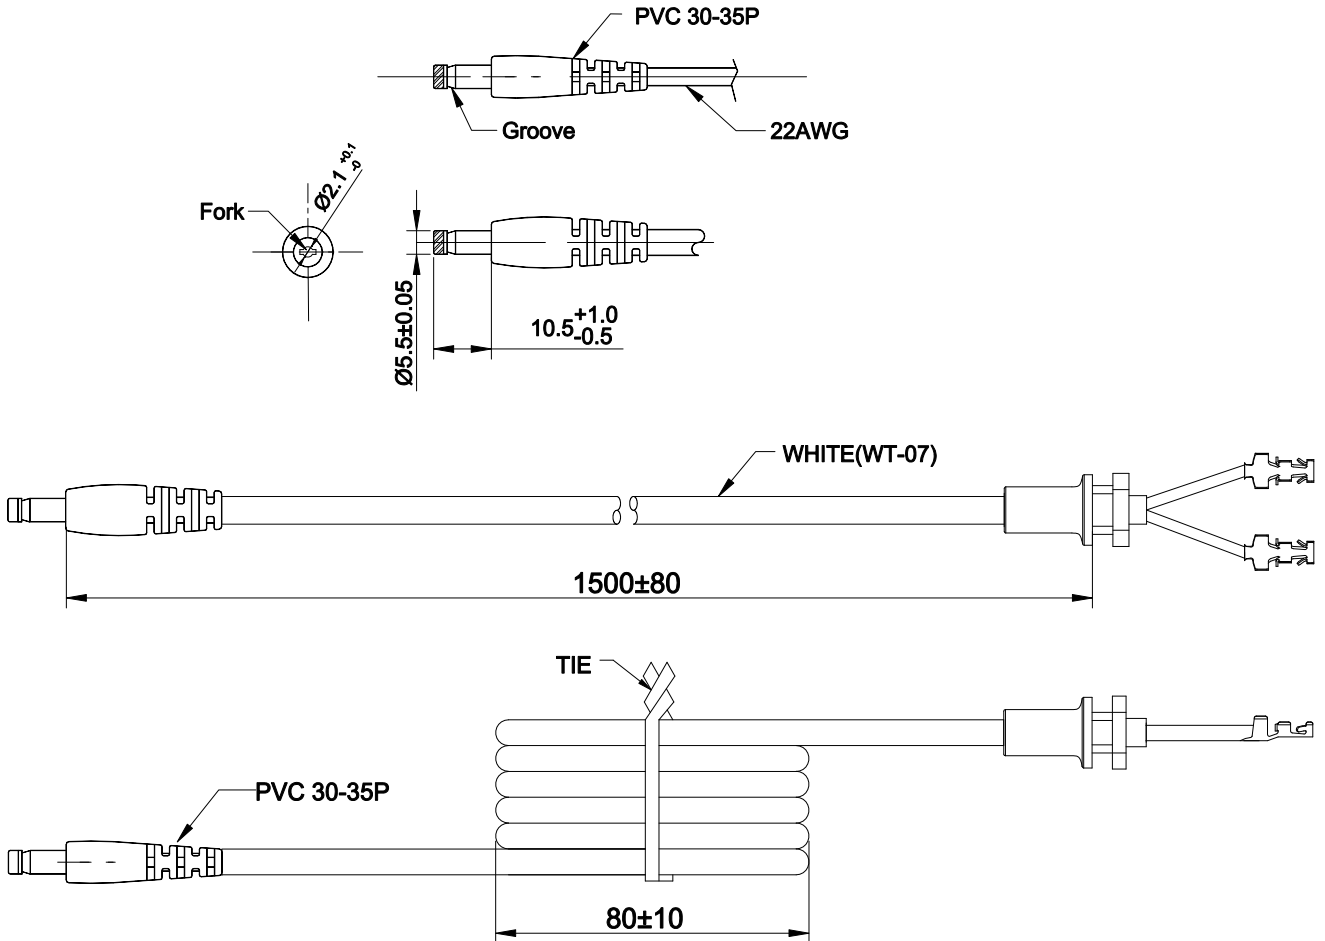 PVC 30-35P
Groove
22AWG
Ø2.1 +0.1 -0
Fork
Ø5.5±0.05
10.5 +1.0 -0.5
WHITE(WT-07)
1500±80
TIE
PVC 30-35P
80±10